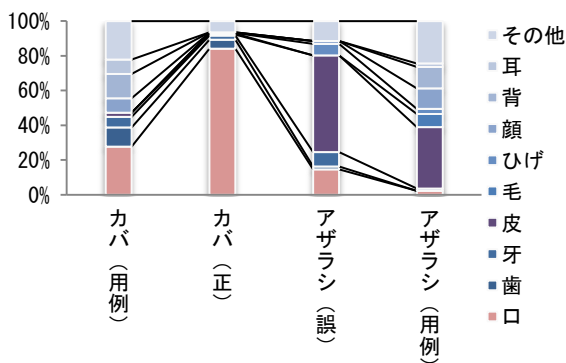 100%
80%
60%
40%
20%
0%
カバ（用例）
カバ（正）
アザラシ（誤）
アザラシ（用例）
その他
耳
背
顔
ひげ
毛
皮
牙
歯
口